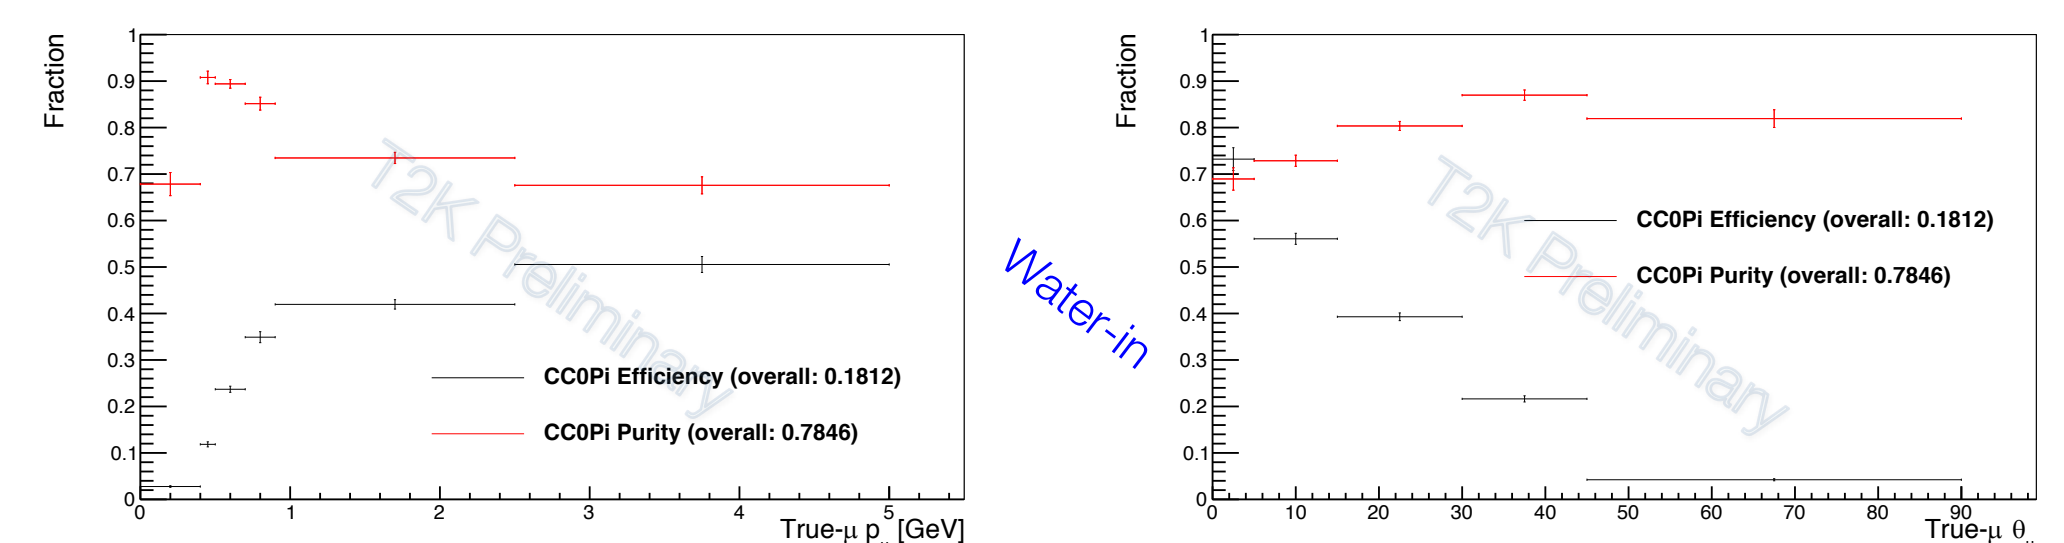 Fraction
1
0.9
0.8
0.7
0.6
0.5
0.4
0.3
0.2
0.1
0
0 1 2 3 4 5
True-μ p_μ [GeV]
CC0Pi Efficiency (overall: 0.1812)
CC0Pi Purity (overall: 0.7846)
T2K Preliminary
Water-in
Fraction
1
0.9
0.8
0.7
0.6
0.5
0.4
0.3
0.2
0.1
0
0 10 20 30 40 50 60 70 80 90
True-μ θ_μ
CC0Pi Efficiency (overall: 0.1812)
CC0Pi Purity (overall: 0.7846)
T2K Preliminary